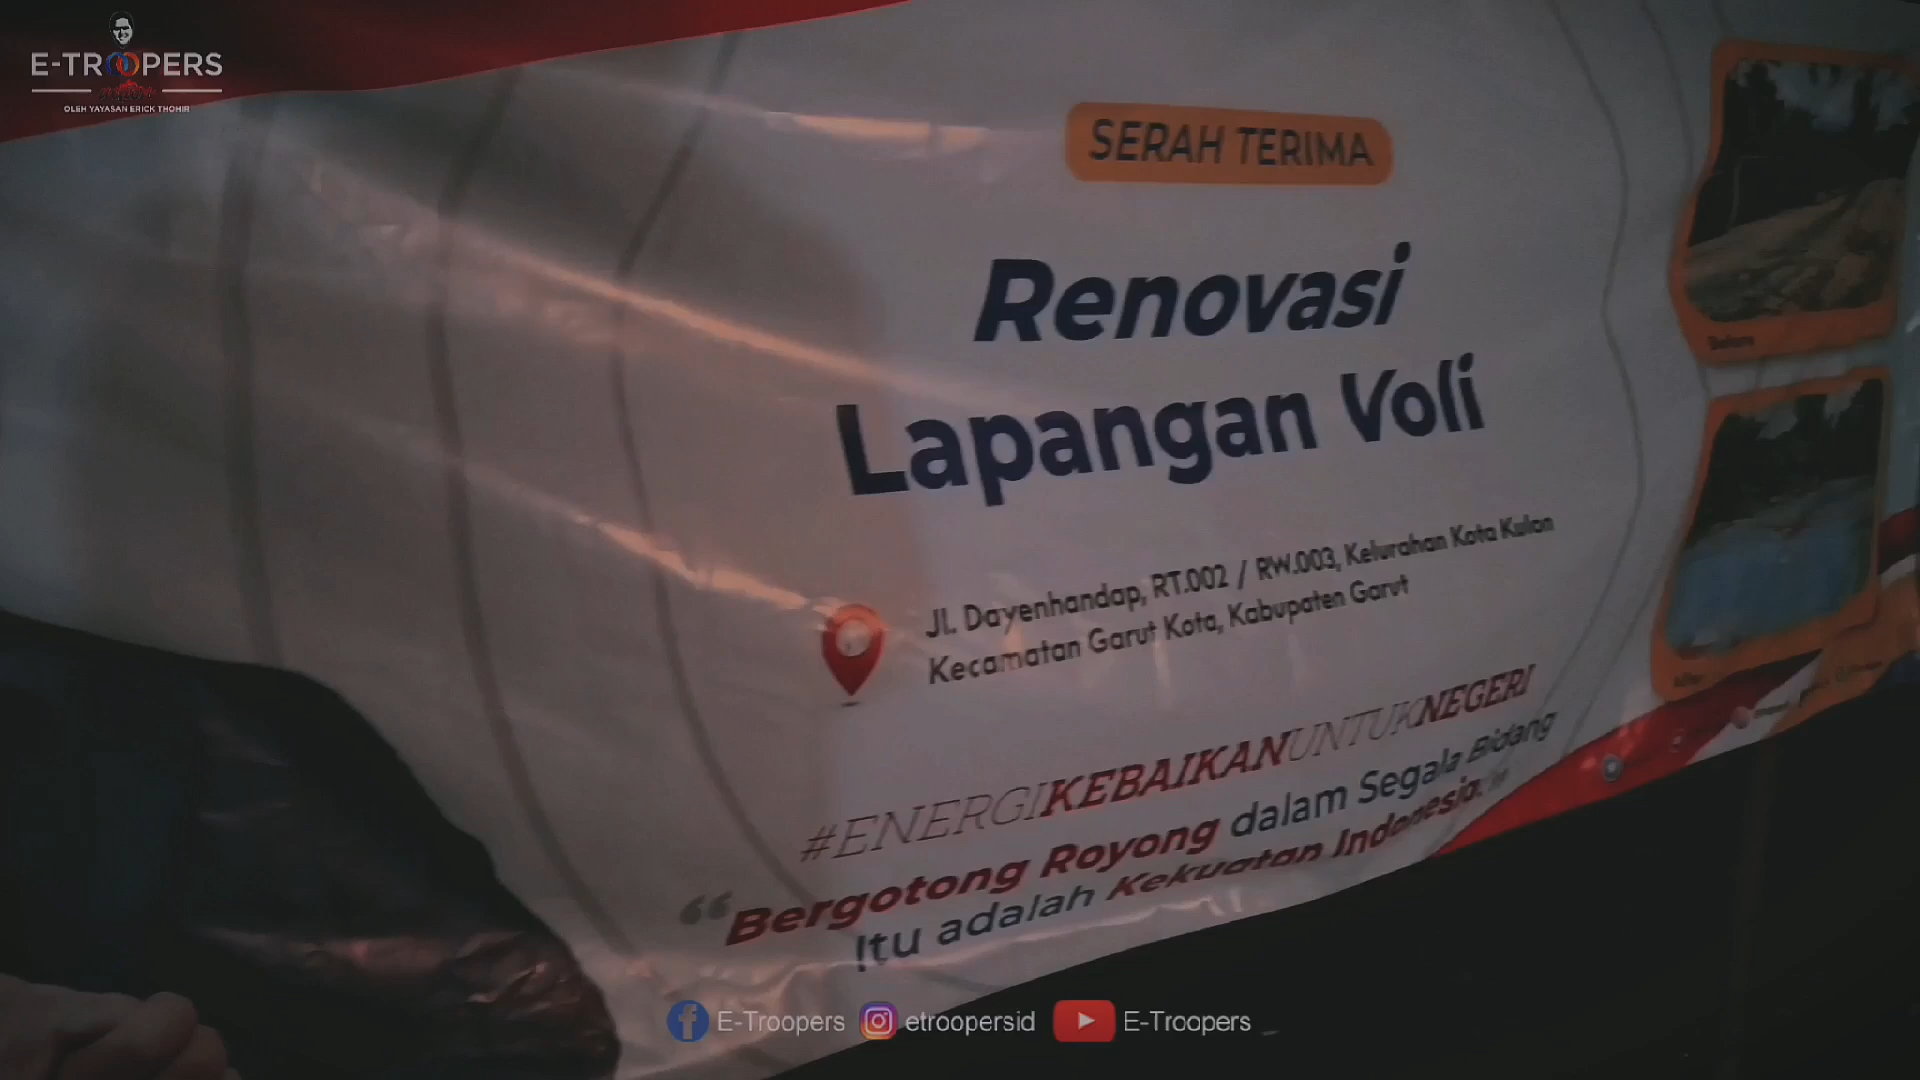 E-TROOPERS
OLEH YAYASAN ERICK THOHIR
SERAH TERIMA
Renovasi
Lapangan Voli
Jl. Dayenhandap, RT.002 / RW.003, Kelurahan Kota Kulon
Kecamatan Garut Kota, Kabupaten Garut
#ENERGIKEBAIKANUNTUKNEGERI
“Bergotong Royong dalam Segala Bidang
Itu adalah Kekuatan Indonesia.”
E-Troopers etroopersid E-Troopers